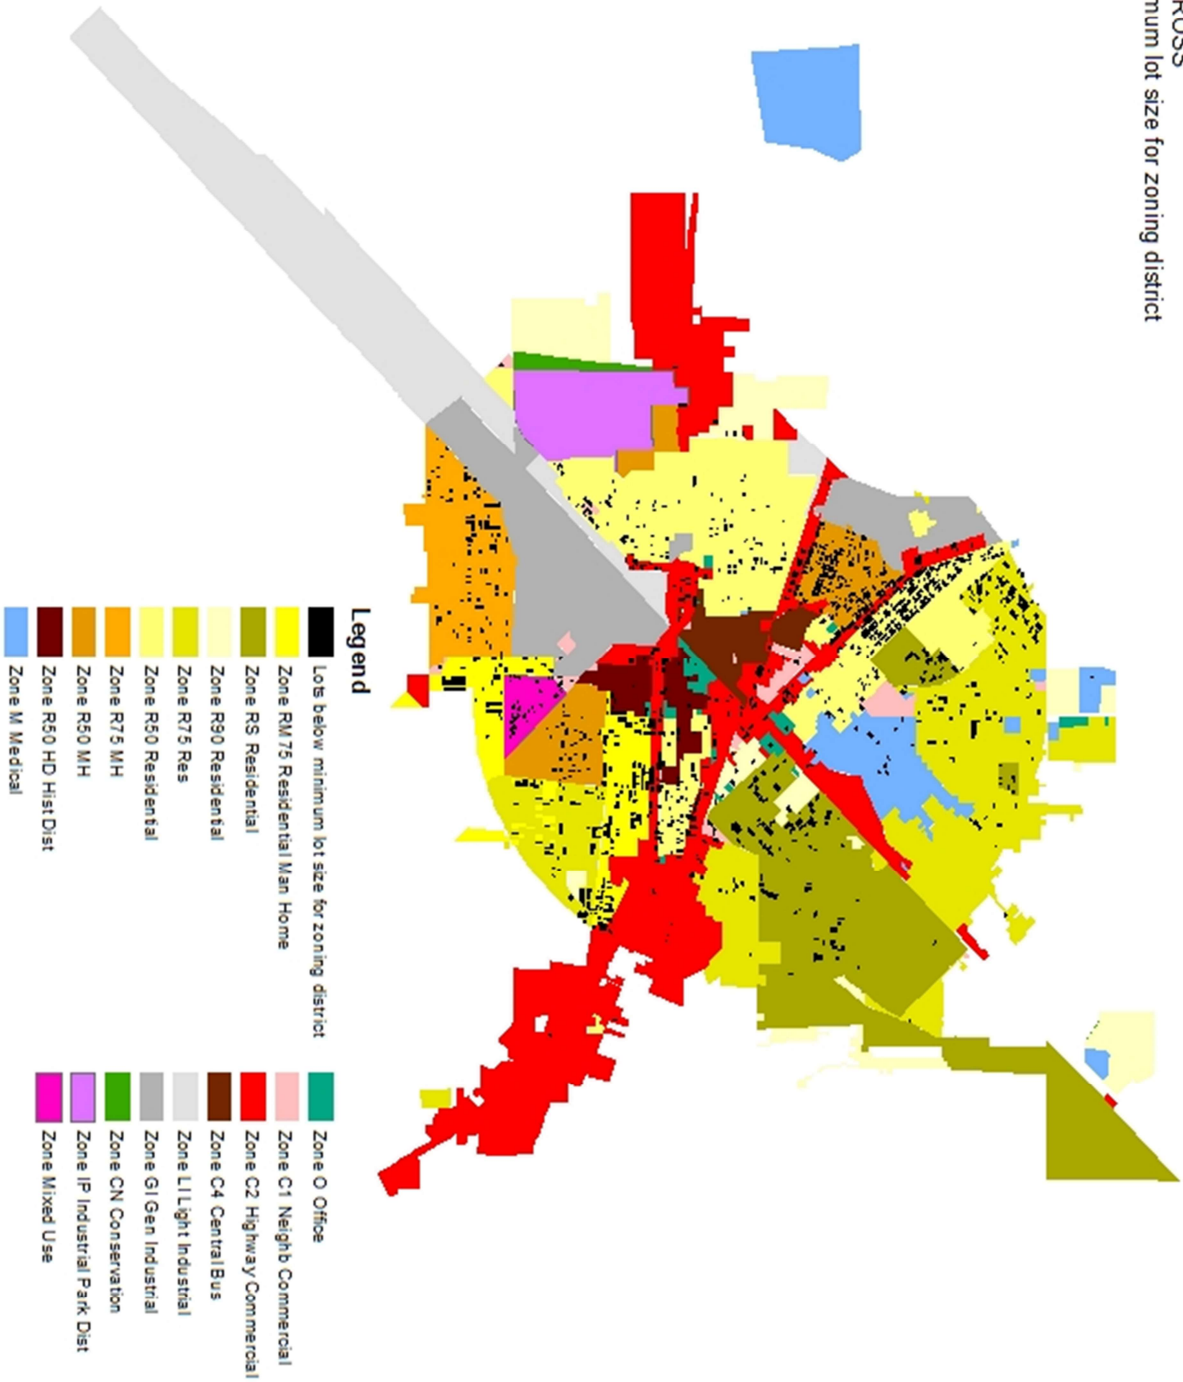 mum lot size for zoning district
Legend
Lots below minimum lot size for zoning district
Zone RM 75 Residential Man Home
Zone RS Residential
Zone R90 Residential
Zone R75 Res
Zone R50 Residential
Zone R75 MH
Zone R50 MH
Zone R50 HD Hist Dist
Zone M Medical
Zone O Office
Zone C1 Neighb Commercial
Zone C2 Highway Commercial
Zone C4 Central Bus
Zone LI Light Industrial
Zone GI Gen Industrial
Zone CN Conservation
Zone IP Industrial Park Dist
Zone Mixed Use